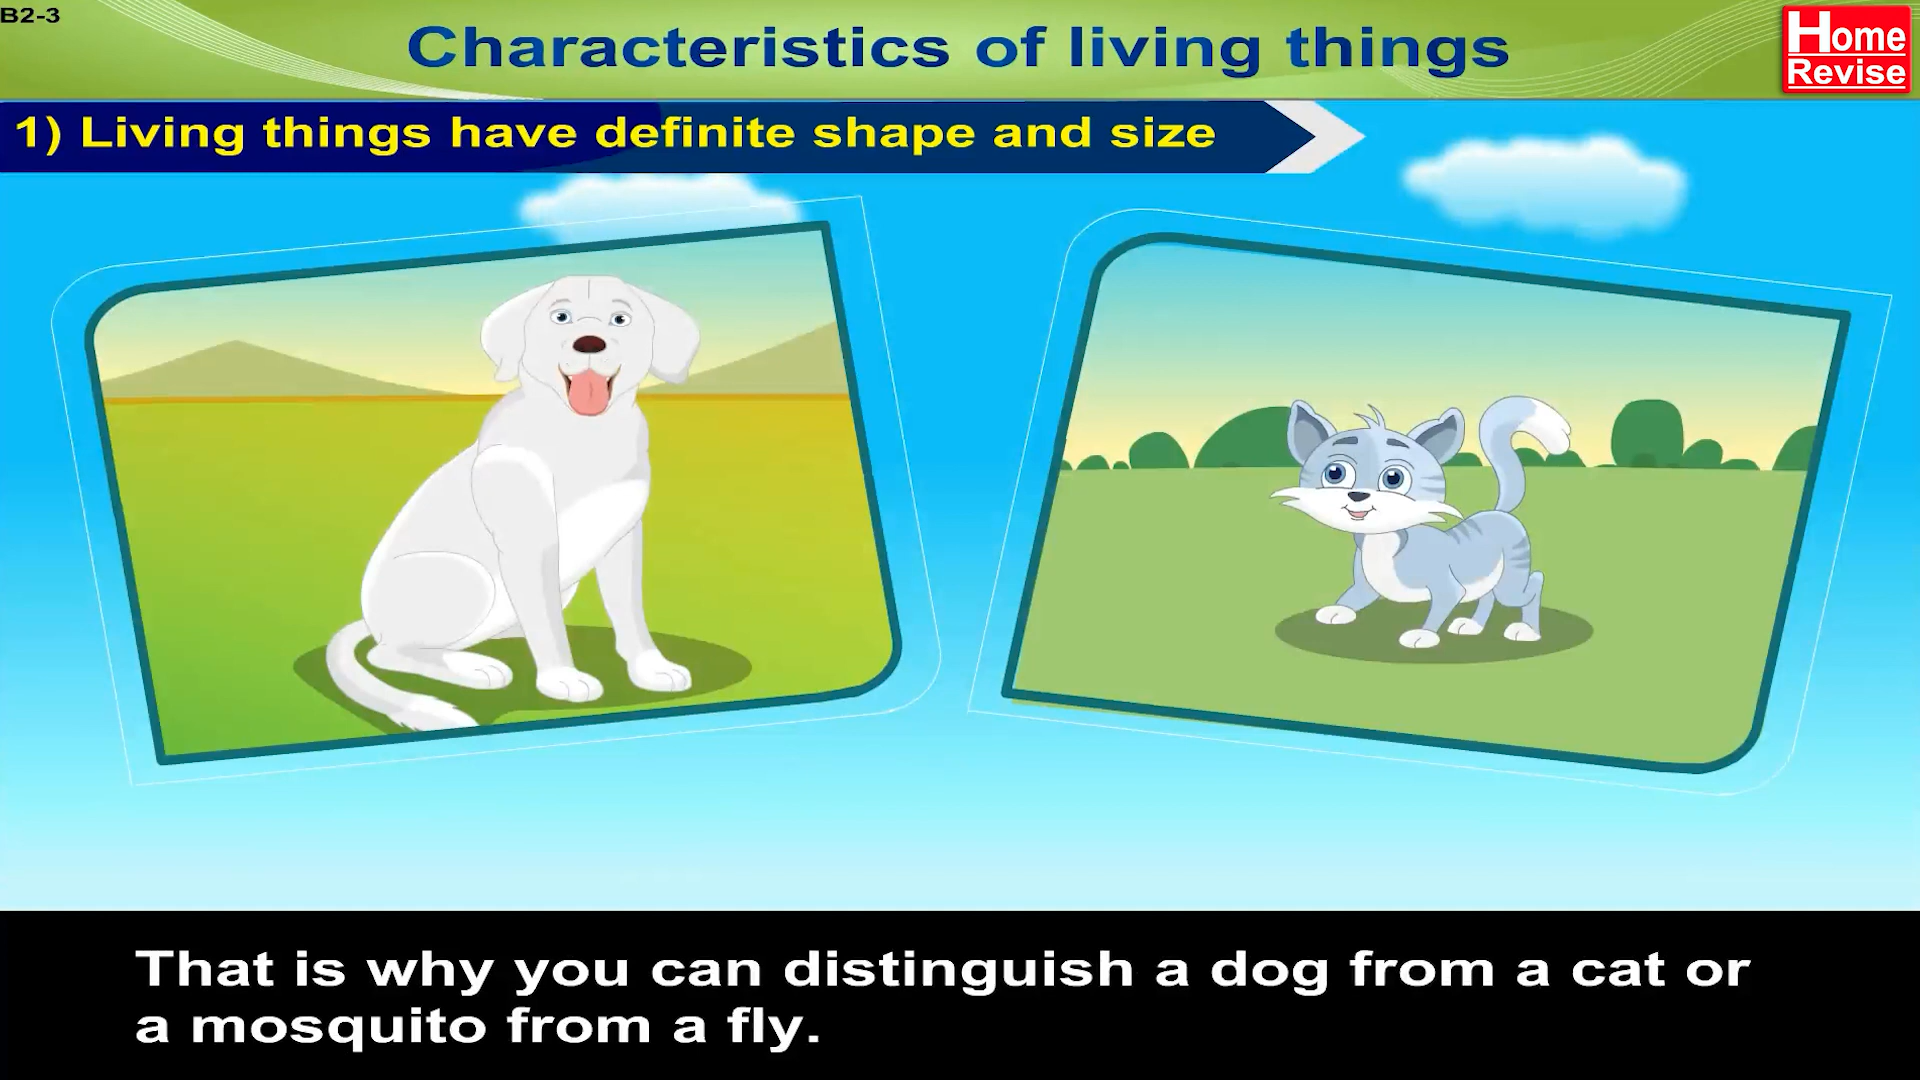 B2-3
Characteristics of living things
Home
Revise
1) Living things have definite shape and size
That is why you can distinguish a dog from a cat or
a mosquito from a fly.